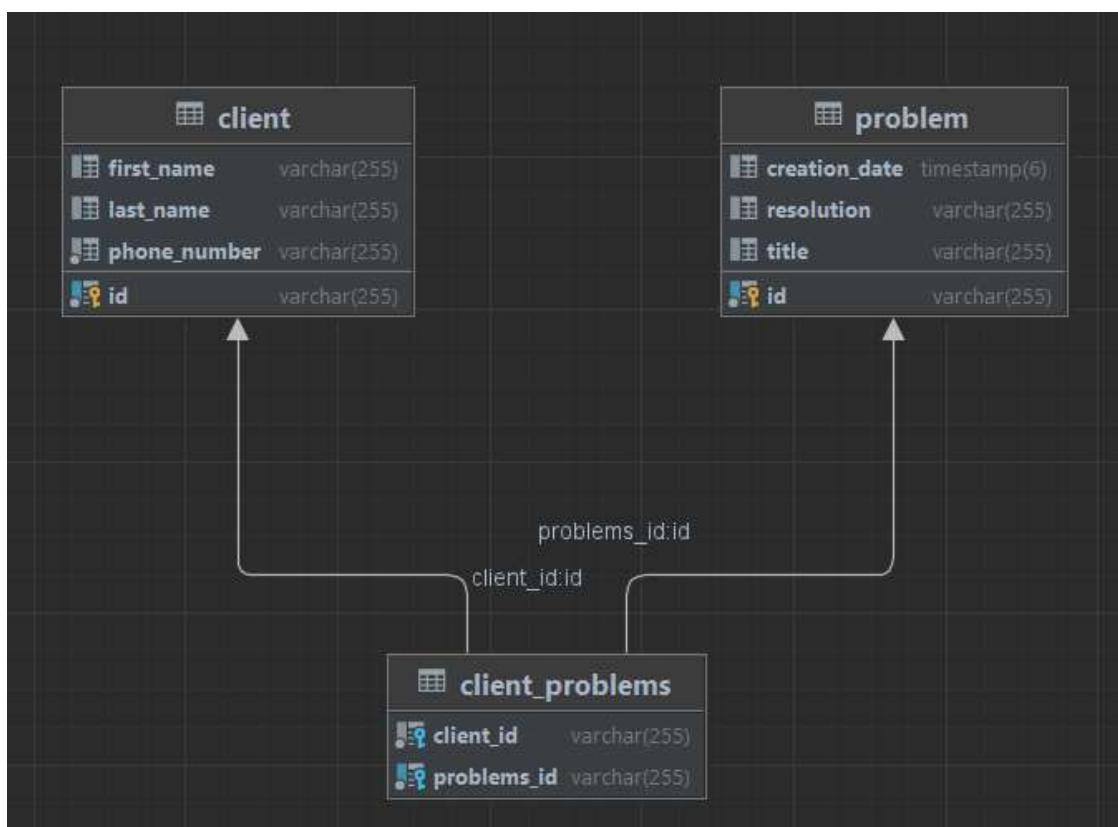 client
first_name varchar(255)
last_name varchar(255)
phone_number varchar(255)
id varchar(255)
problem
creation_date timestamp(6)
resolution varchar(255)
title varchar(255)
id varchar(255)
problems_id:id
client_id:id
client_problems
client_id varchar(255)
problems_id varchar(255)